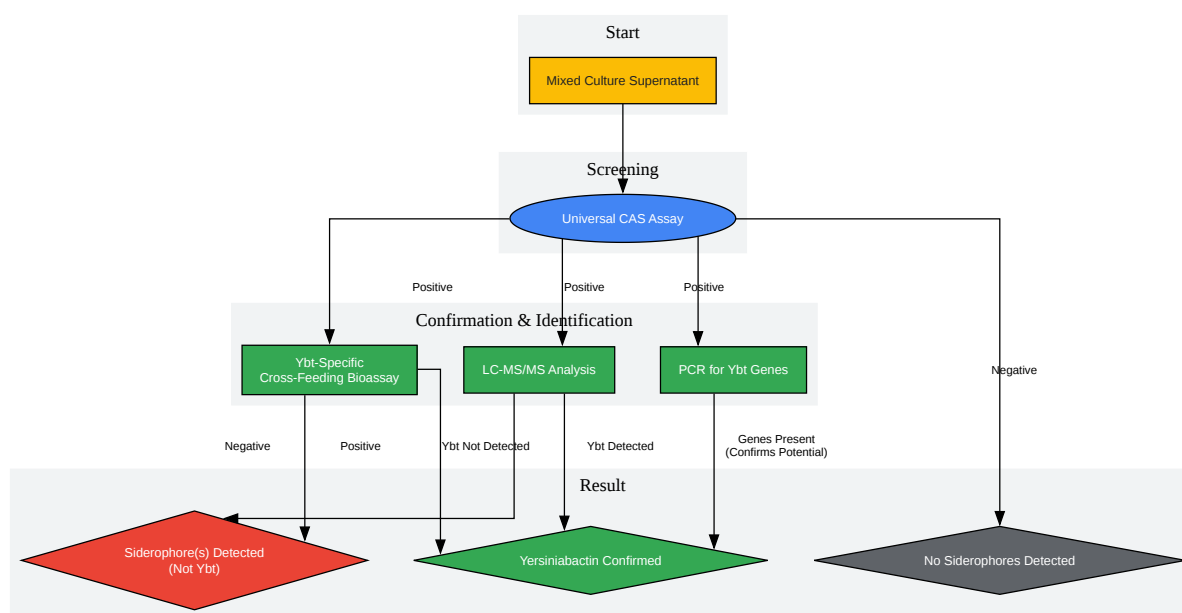 Start
Mixed Culture Supernatant
Screening
Universal CAS Assay
Positive
Positive
Positive
Confirmation & Identification
Ybt-Specific
Cross-Feeding Bioassay
LC-MS/MS Analysis
PCR for Ybt Genes
Negative
Negative
Positive
Ybt Not Detected
Ybt Detected
Genes Present
(Confirms Potential)
Result
Siderophore(s) Detected
(Not Ybt)
Yersiniabactin Confirmed
No Siderophores Detected